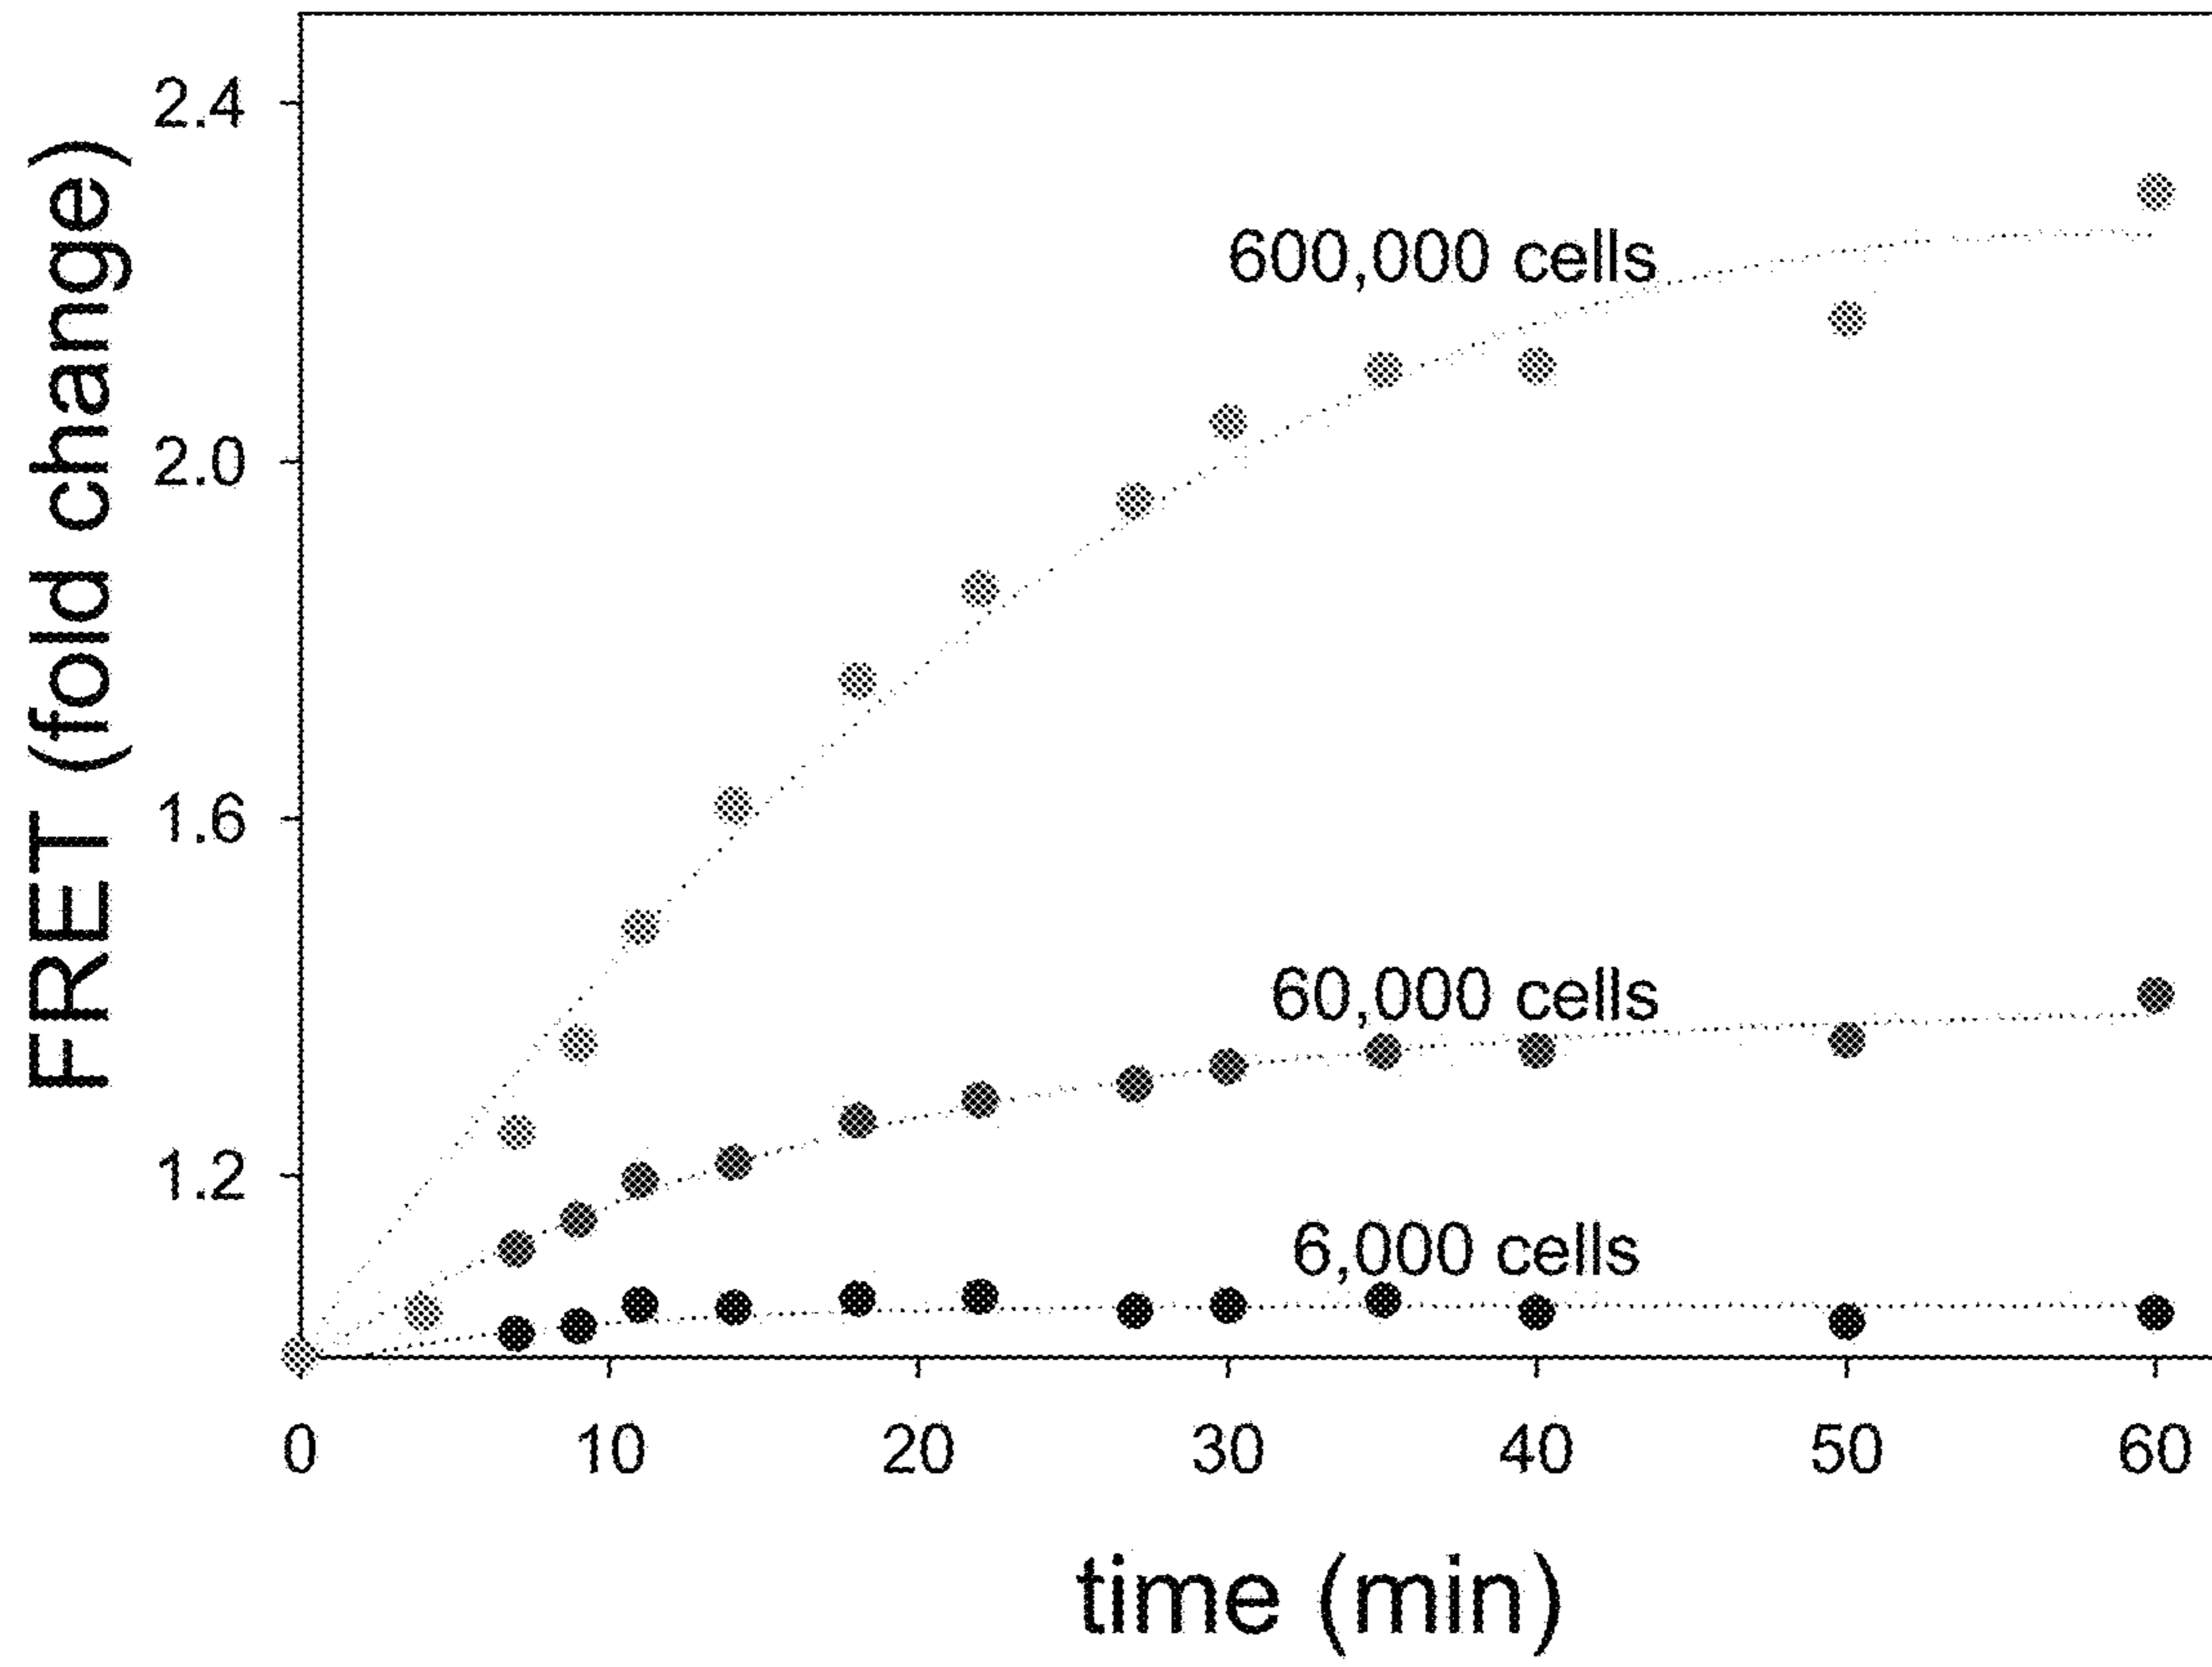 FRET (fold change)
2.4
2.0
1.6
1.2
600,000 cells
60,000 cells
6,000 cells
0 10 20 30 40 50 60
time (min)